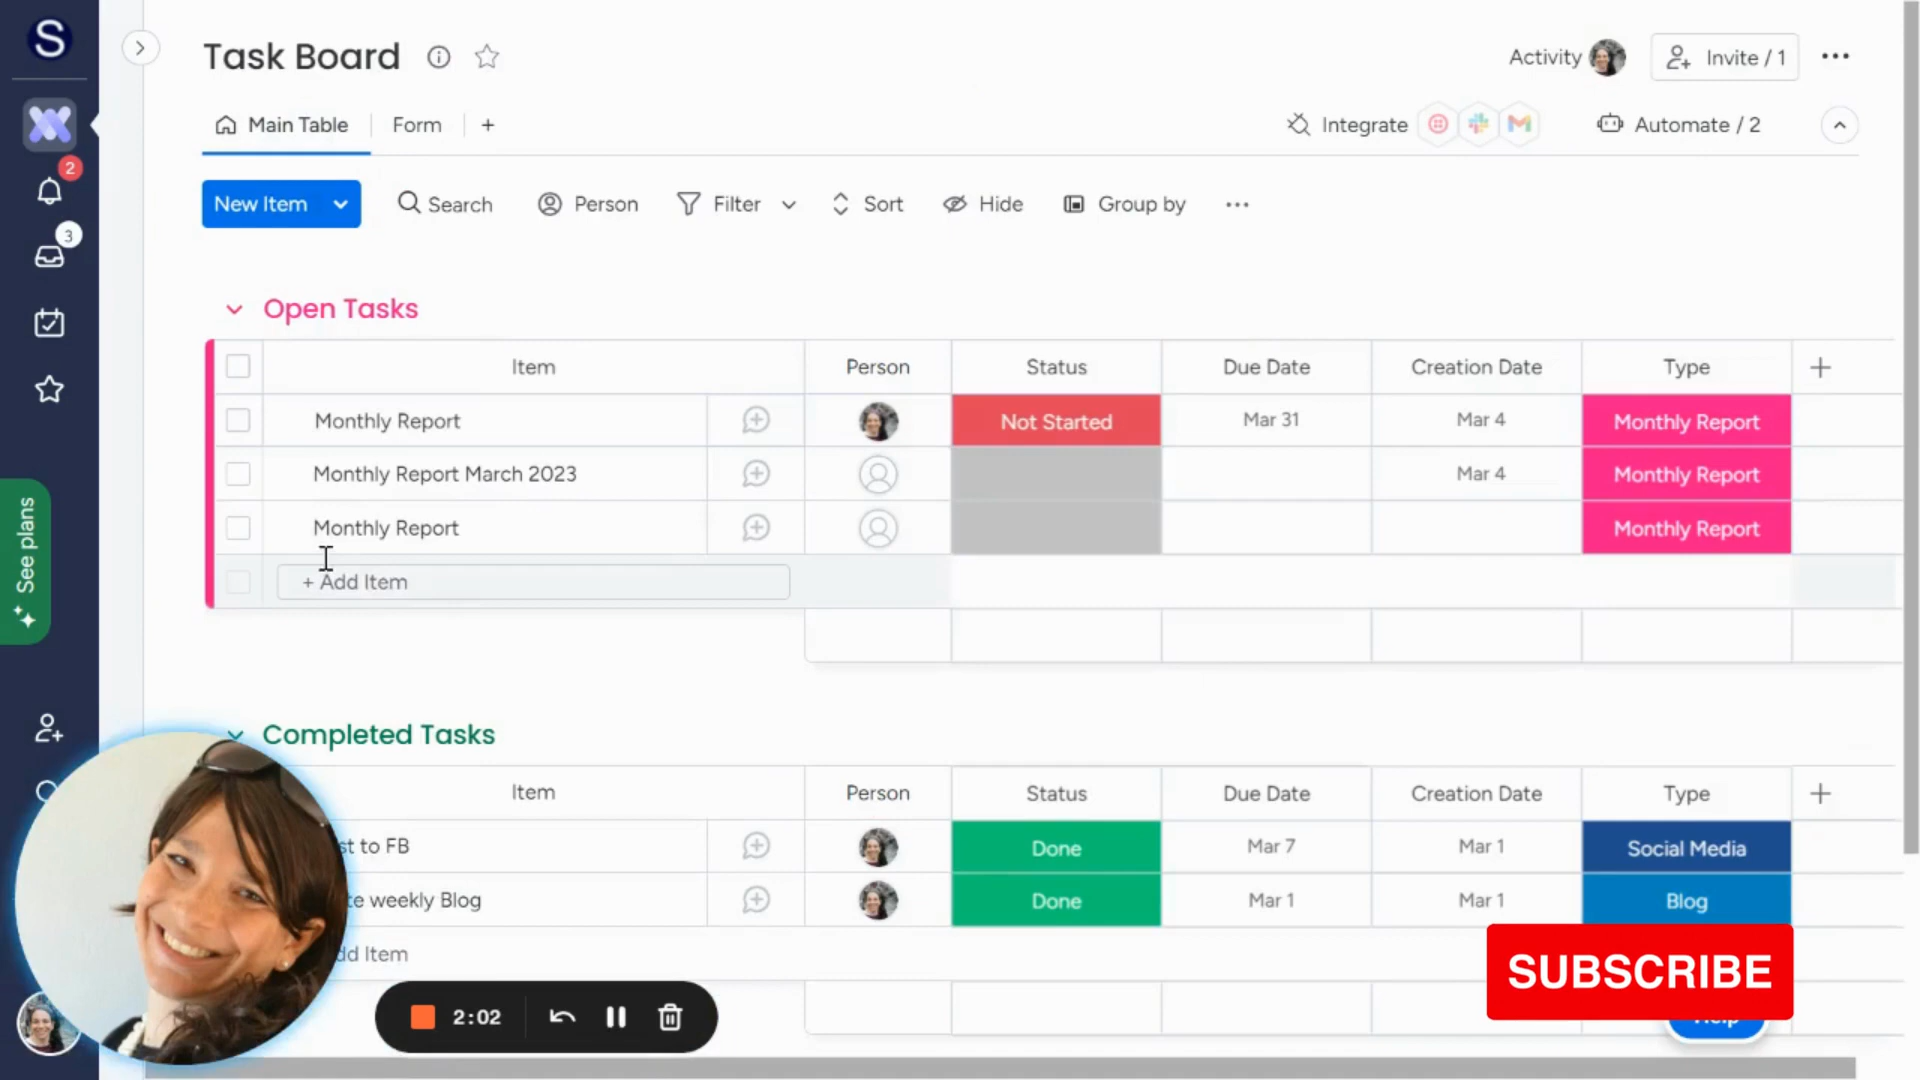 S
Task Board
Activity
Invite / 1
Main Table
Form
+
Integrate
Automate / 2
2
3
New Item
Search
Person
Filter
Sort
Hide
Group by
Open Tasks
Item Person Status Due Date Creation Date Type
Monthly Report Not Started Mar 31 Mar 4 Monthly Report
Monthly Report March 2023 Mar 4 Monthly Report
Monthly Report Monthly Report
+ Add Item
See plans
Completed Tasks
Item Person Status Due Date Creation Date Type
st to FB Done Mar 7 Mar 1 Social Media
te weekly Blog Done Mar 1 Mar 1 Blog
dd Item
SUBSCRIBE
2:02
Help